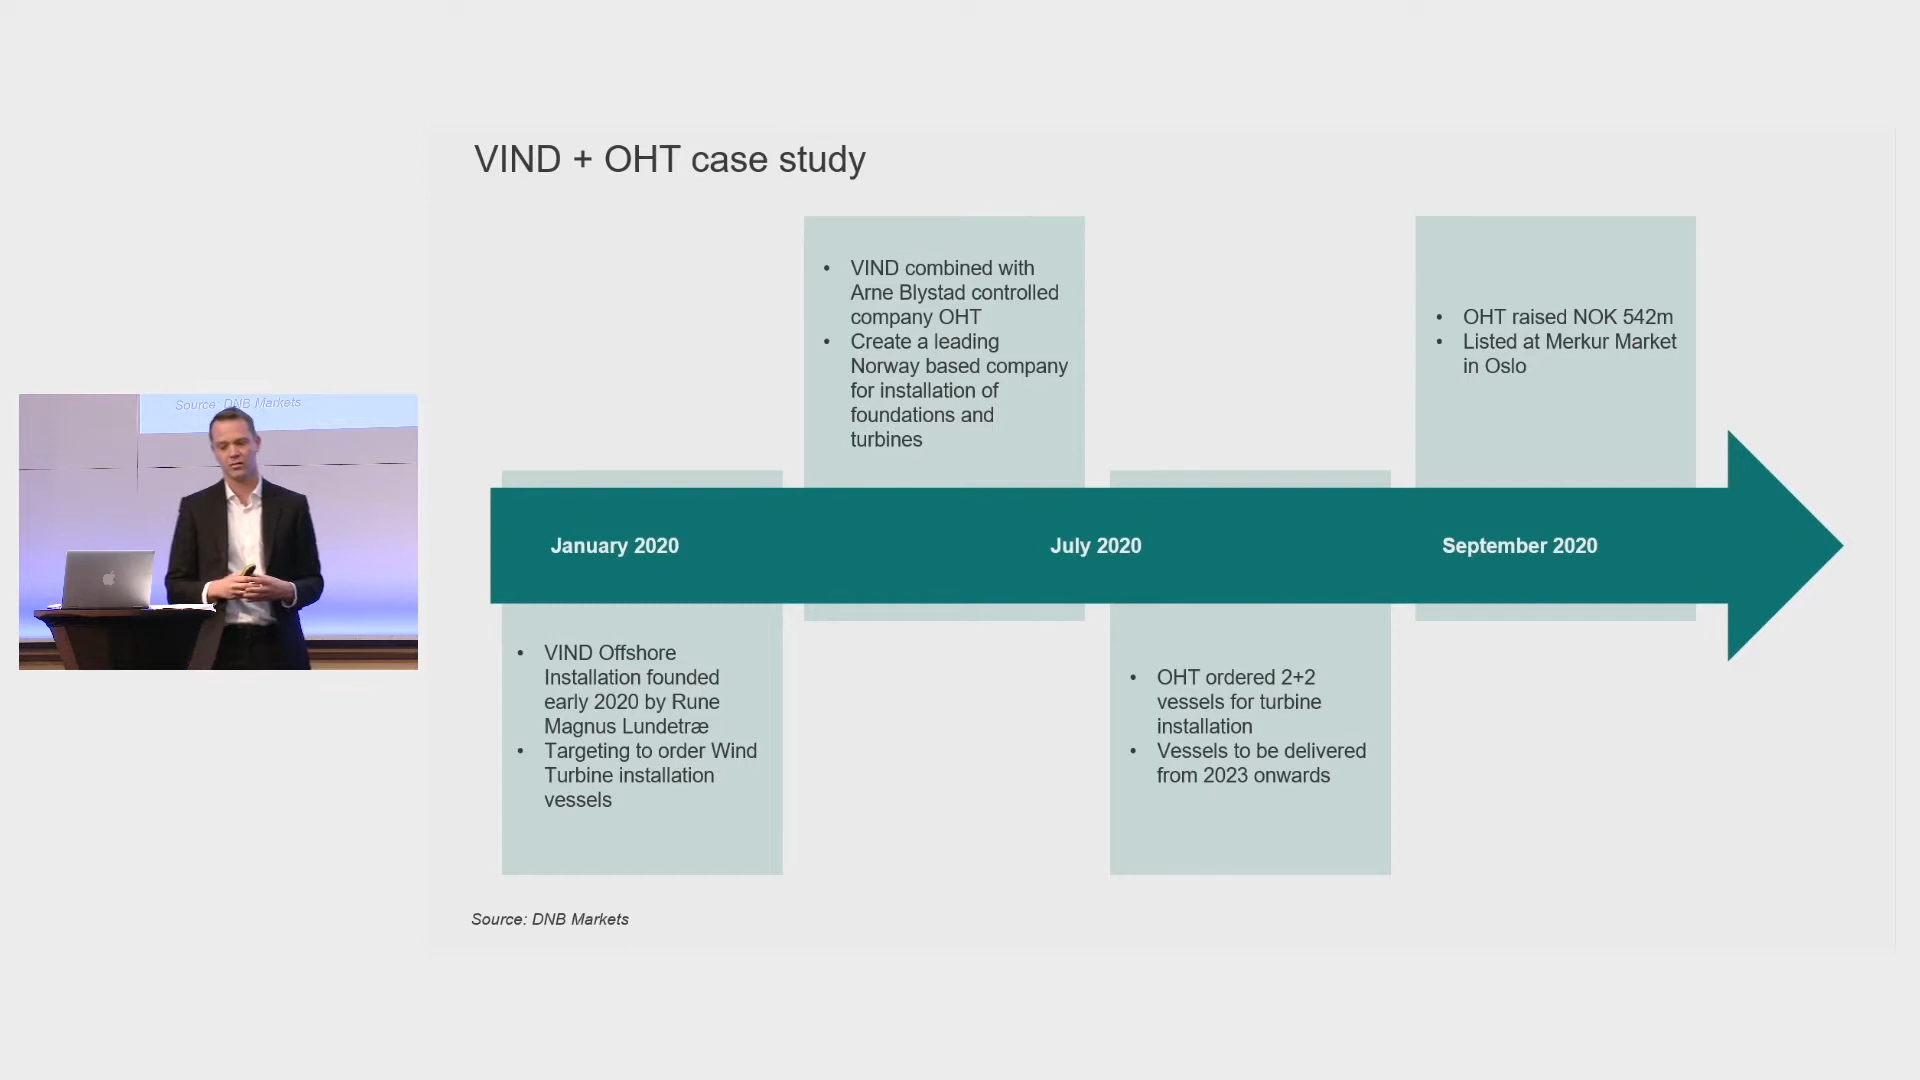 VIND + OHT case study
• VIND combined with
Arne Blystad controlled
company OHT
• Create a leading
Norway based company
for installation of
foundations and
turbines
• OHT raised NOK 542m
• Listed at Merkur Market
in Oslo
Source: DNB Markets
January 2020
July 2020
September 2020
• VIND Offshore
Installation founded
early 2020 by Rune
Magnus Lundetræ
• Targeting to order Wind
Turbine installation
vessels
• OHT ordered 2+2
vessels for turbine
installation
• Vessels to be delivered
from 2023 onwards
Source: DNB Markets